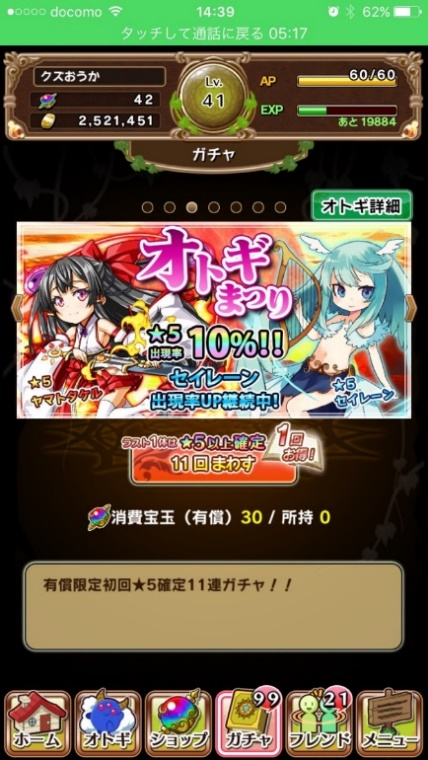 docomo 14:39 62%
タッチして通話に戻る 05:17
クズおうか
42
2,521,451
Lv.
41
AP 60/60
EXP
あと19884
ガチャ
オトギ詳細
オトギ
まつり
★5
出現率 10%!!
セイレーン
出現率UP継続中!
★5
ヤマトタケル
★5
セイレーン
ラスト1体は★5以上確定
11回まわす
1回
お得!
消費宝玉（有償）30 / 所持 0
有償限定初回★5確定11連ガチャ！！
99 21
ホーム オトギ ショップ ガチャ フレンド メニュー